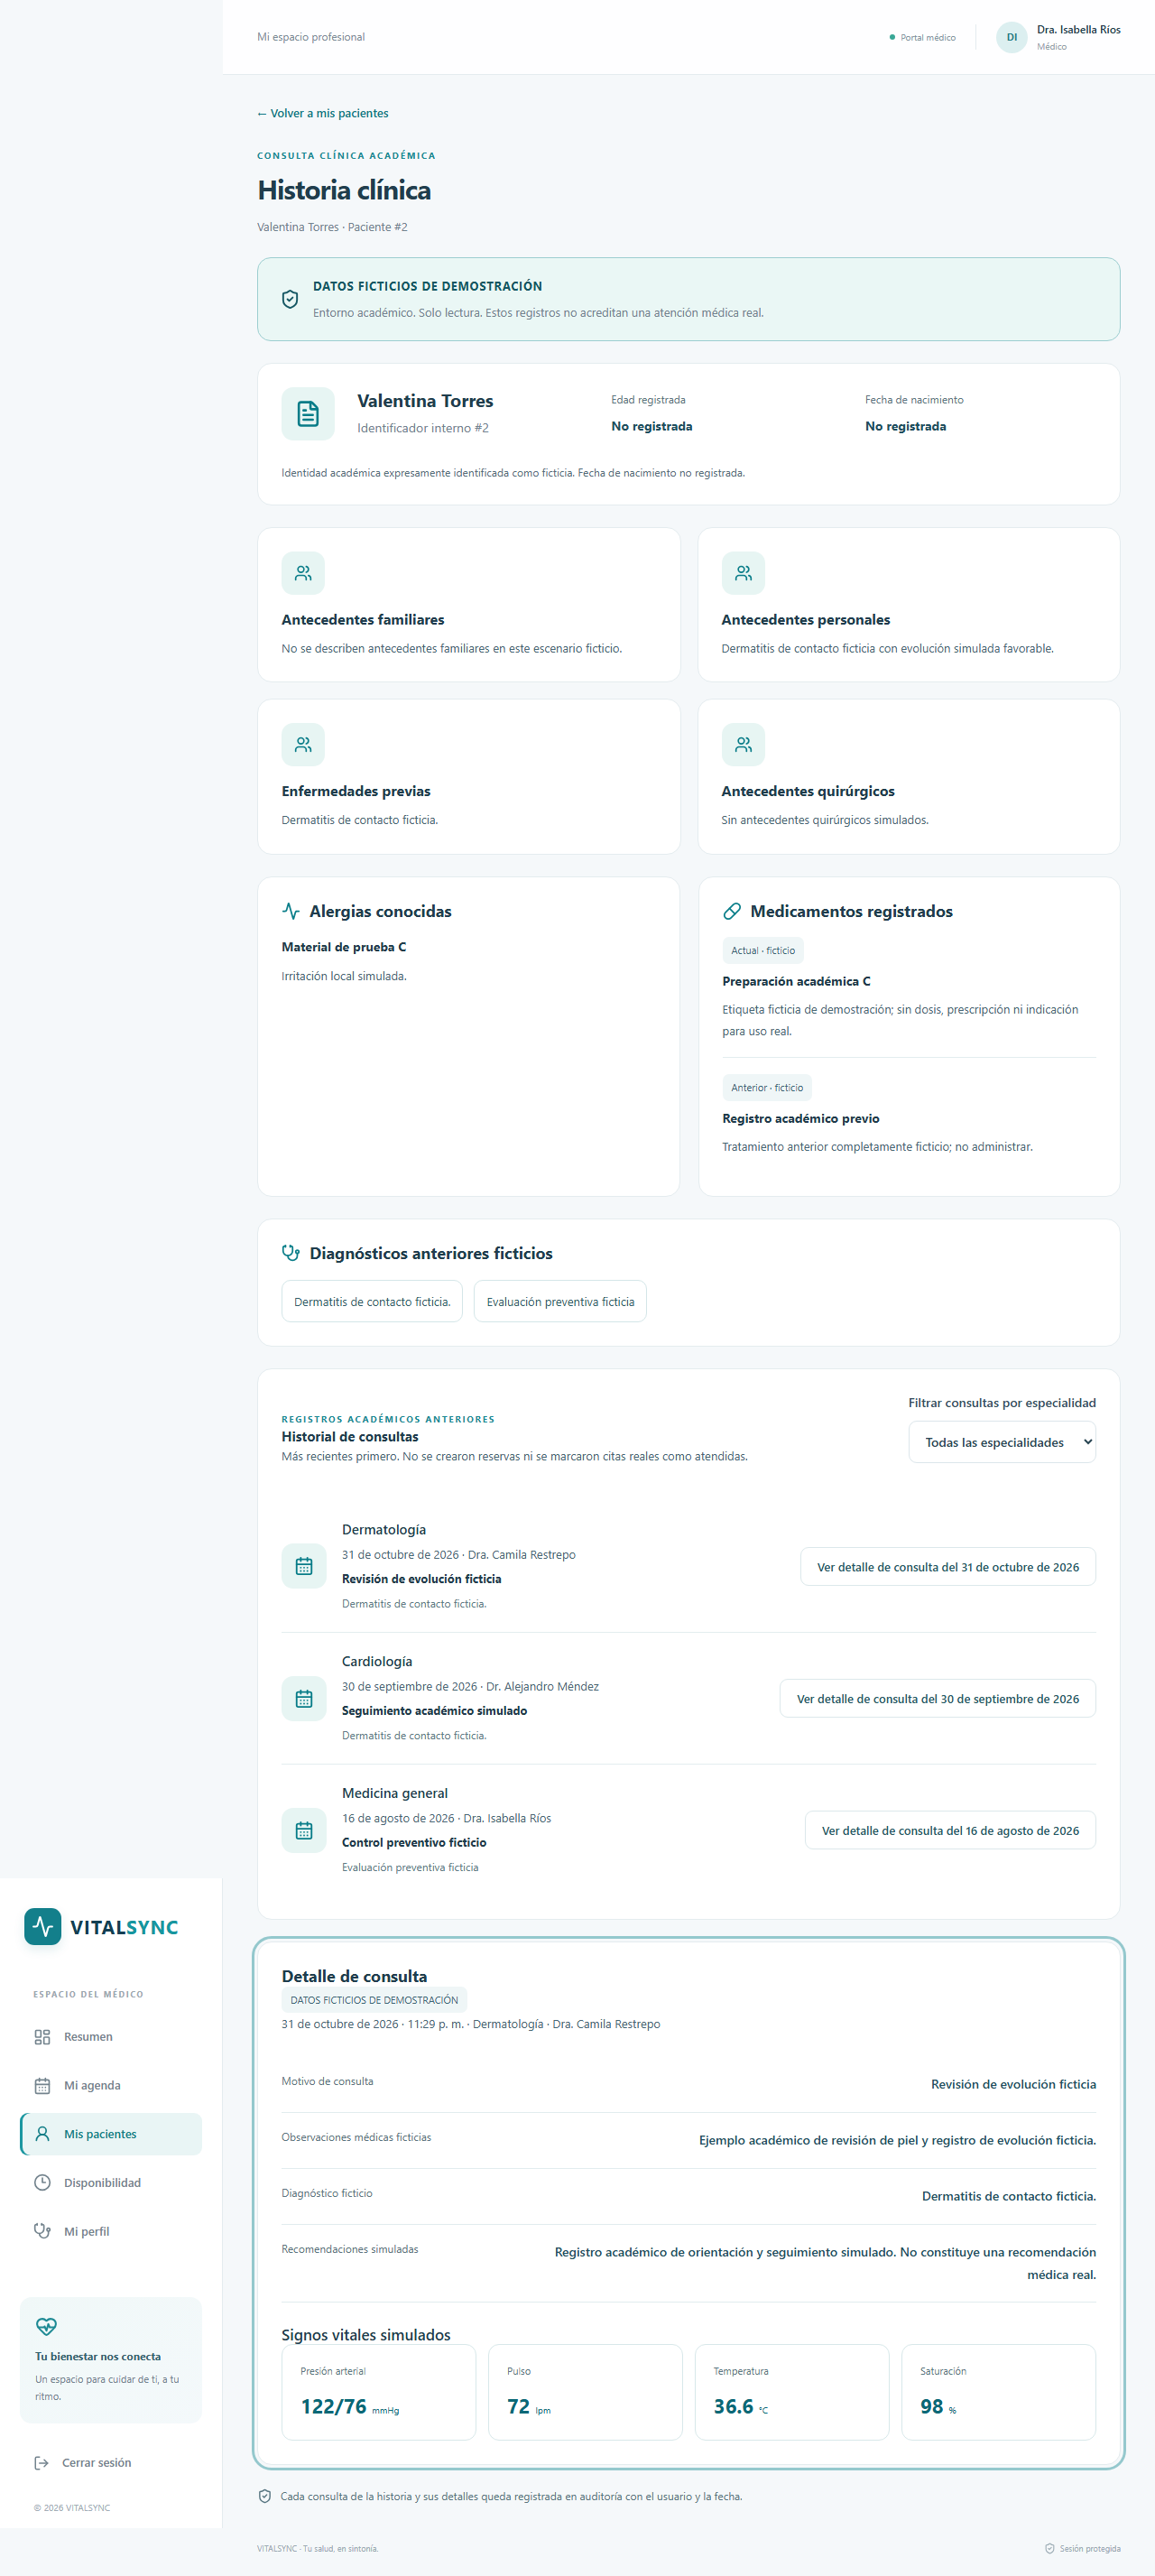 Mi espacio profesional
Portal médico
DI
Dra. Isabella Ríos
Médico
← Volver a mis pacientes
CONSULTA CLÍNICA ACADÉMICA
Historia clínica
Valentina Torres · Paciente #2
DATOS FICTICIOS DE DEMOSTRACIÓN
Entorno académico. Solo lectura. Estos registros no acreditan una atención médica real.
Valentina Torres
Identificador interno #2
Edad registrada
No registrada
Fecha de nacimiento
No registrada
Identidad académica expresamente identificada como ficticia. Fecha de nacimiento no registrada.
Antecedentes familiares
No se describen antecedentes familiares en este escenario ficticio.
Antecedentes personales
Dermatitis de contacto ficticia con evolución simulada favorable.
Enfermedades previas
Dermatitis de contacto ficticia.
Antecedentes quirúrgicos
Sin antecedentes quirúrgicos simulados.
Alergias conocidas
Material de prueba C
Irritación local simulada.
Medicamentos registrados
Actual · ficticio
Preparación académica C
Etiqueta ficticia de demostración; sin dosis, prescripción ni indicación
para uso real.
Anterior · ficticio
Registro académico previo
Tratamiento anterior completamente ficticio; no administrar.
Diagnósticos anteriores ficticios
Dermatitis de contacto ficticia.
Evaluación preventiva ficticia
REGISTROS ACADÉMICOS ANTERIORES
Historial de consultas
Más recientes primero. No se crearon reservas ni se marcaron citas reales como atendidas.
Filtrar consultas por especialidad
Todas las especialidades
Dermatología
31 de octubre de 2026 · Dra. Camila Restrepo
Revisión de evolución ficticia
Dermatitis de contacto ficticia.
Ver detalle de consulta del 31 de octubre de 2026
Cardiología
30 de septiembre de 2026 · Dr. Alejandro Méndez
Seguimiento académico simulado
Dermatitis de contacto ficticia.
Ver detalle de consulta del 30 de septiembre de 2026
Medicina general
16 de agosto de 2026 · Dra. Isabella Ríos
Control preventivo ficticio
Evaluación preventiva ficticia
Ver detalle de consulta del 16 de agosto de 2026
VITALSYNC
ESPACIO DEL MÉDICO
Resumen
Mi agenda
Mis pacientes
Disponibilidad
Mi perfil
Tu bienestar nos conecta
Un espacio para cuidar de ti, a tu
ritmo.
Cerrar sesión
© 2026 VITALSYNC
Detalle de consulta
DATOS FICTICIOS DE DEMOSTRACIÓN
31 de octubre de 2026 · 11:29 p. m. · Dermatología · Dra. Camila Restrepo
Motivo de consulta
Revisión de evolución ficticia
Observaciones médicas ficticias
Ejemplo académico de revisión de piel y registro de evolución ficticia.
Diagnóstico ficticio
Dermatitis de contacto ficticia.
Recomendaciones simuladas
Registro académico de orientación y seguimiento simulado. No constituye una recomendación
médica real.
Signos vitales simulados
Presión arterial
122/76 mmHg
Pulso
72 lpm
Temperatura
36.6 °C
Saturación
98 %
Cada consulta de la historia y sus detalles queda registrada en auditoría con el usuario y la fecha.
VITALSYNC · Tu salud, en sintonía.
Sesión protegida